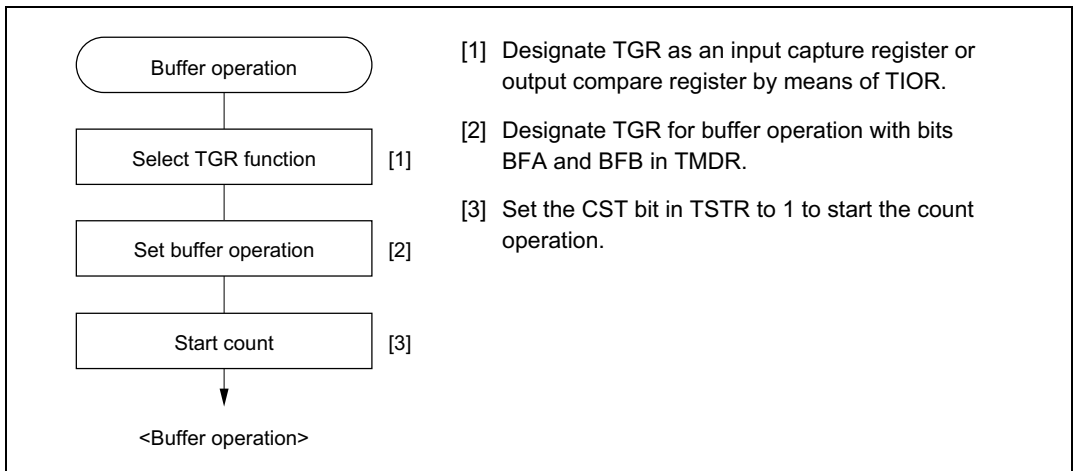 Buffer operation
Select TGR function
[1]
Set buffer operation
[2]
Start count
[3]
<Buffer operation>
[1] Designate TGR as an input capture register or
output compare register by means of TIOR.
[2] Designate TGR for buffer operation with bits
BFA and BFB in TMDR.
[3] Set the CST bit in TSTR to 1 to start the count
operation.